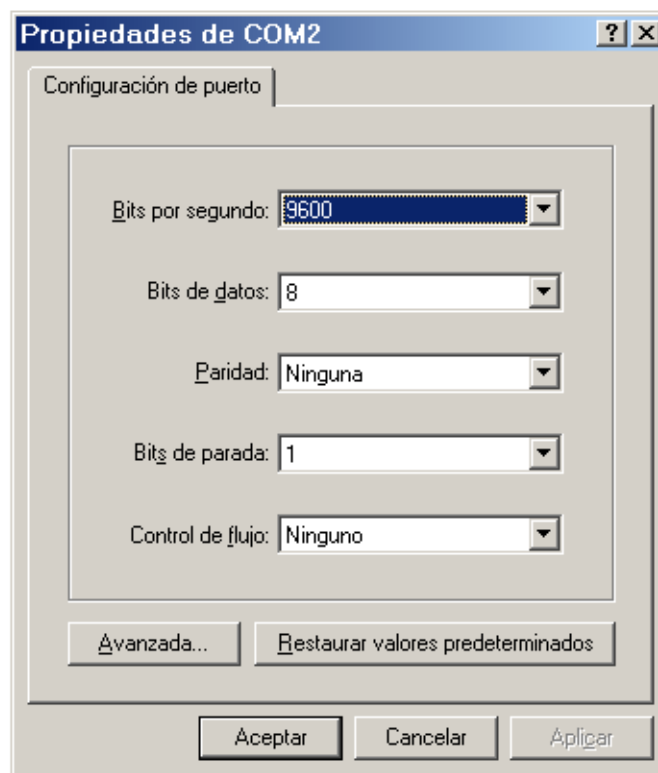 Propiedades de COM2
Configuración de puerto
Bits por segundo: 9600
Bits de datos: 8
Paridad: Ninguna
Bits de parada: 1
Control de flujo: Ninguno
Avanzada... Restaurar valores predeterminados
Aceptar Cancelar Aplicar